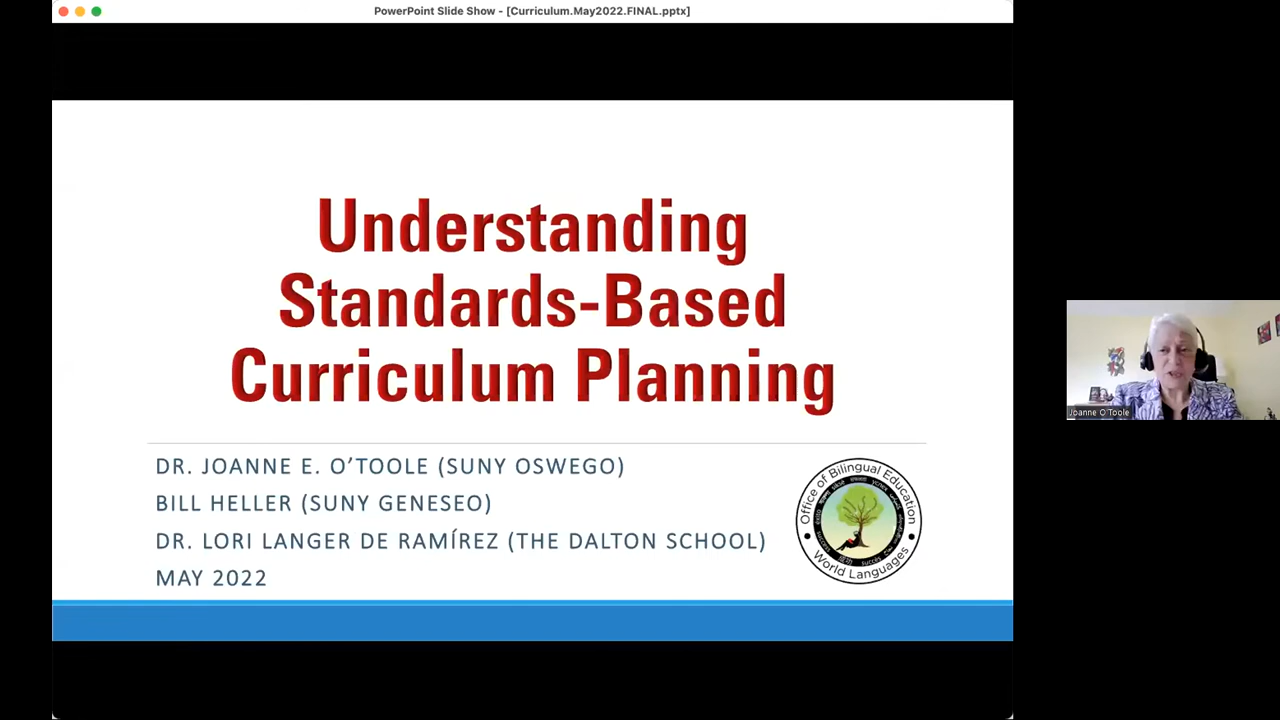 PowerPoint Slide Show - [Curriculum.May2022.FINAL.pptx]
Understanding
Standards-Based
Curriculum Planning
DR. JOANNE E. O’TOOLE (SUNY OSWEGO)
BILL HELLER (SUNY GENESEO)
DR. LORI LANGER DE RAMÍREZ (THE DALTON SCHOOL)
MAY 2022
Office of Bilingual Education
World Languages
Joanne O'Toole